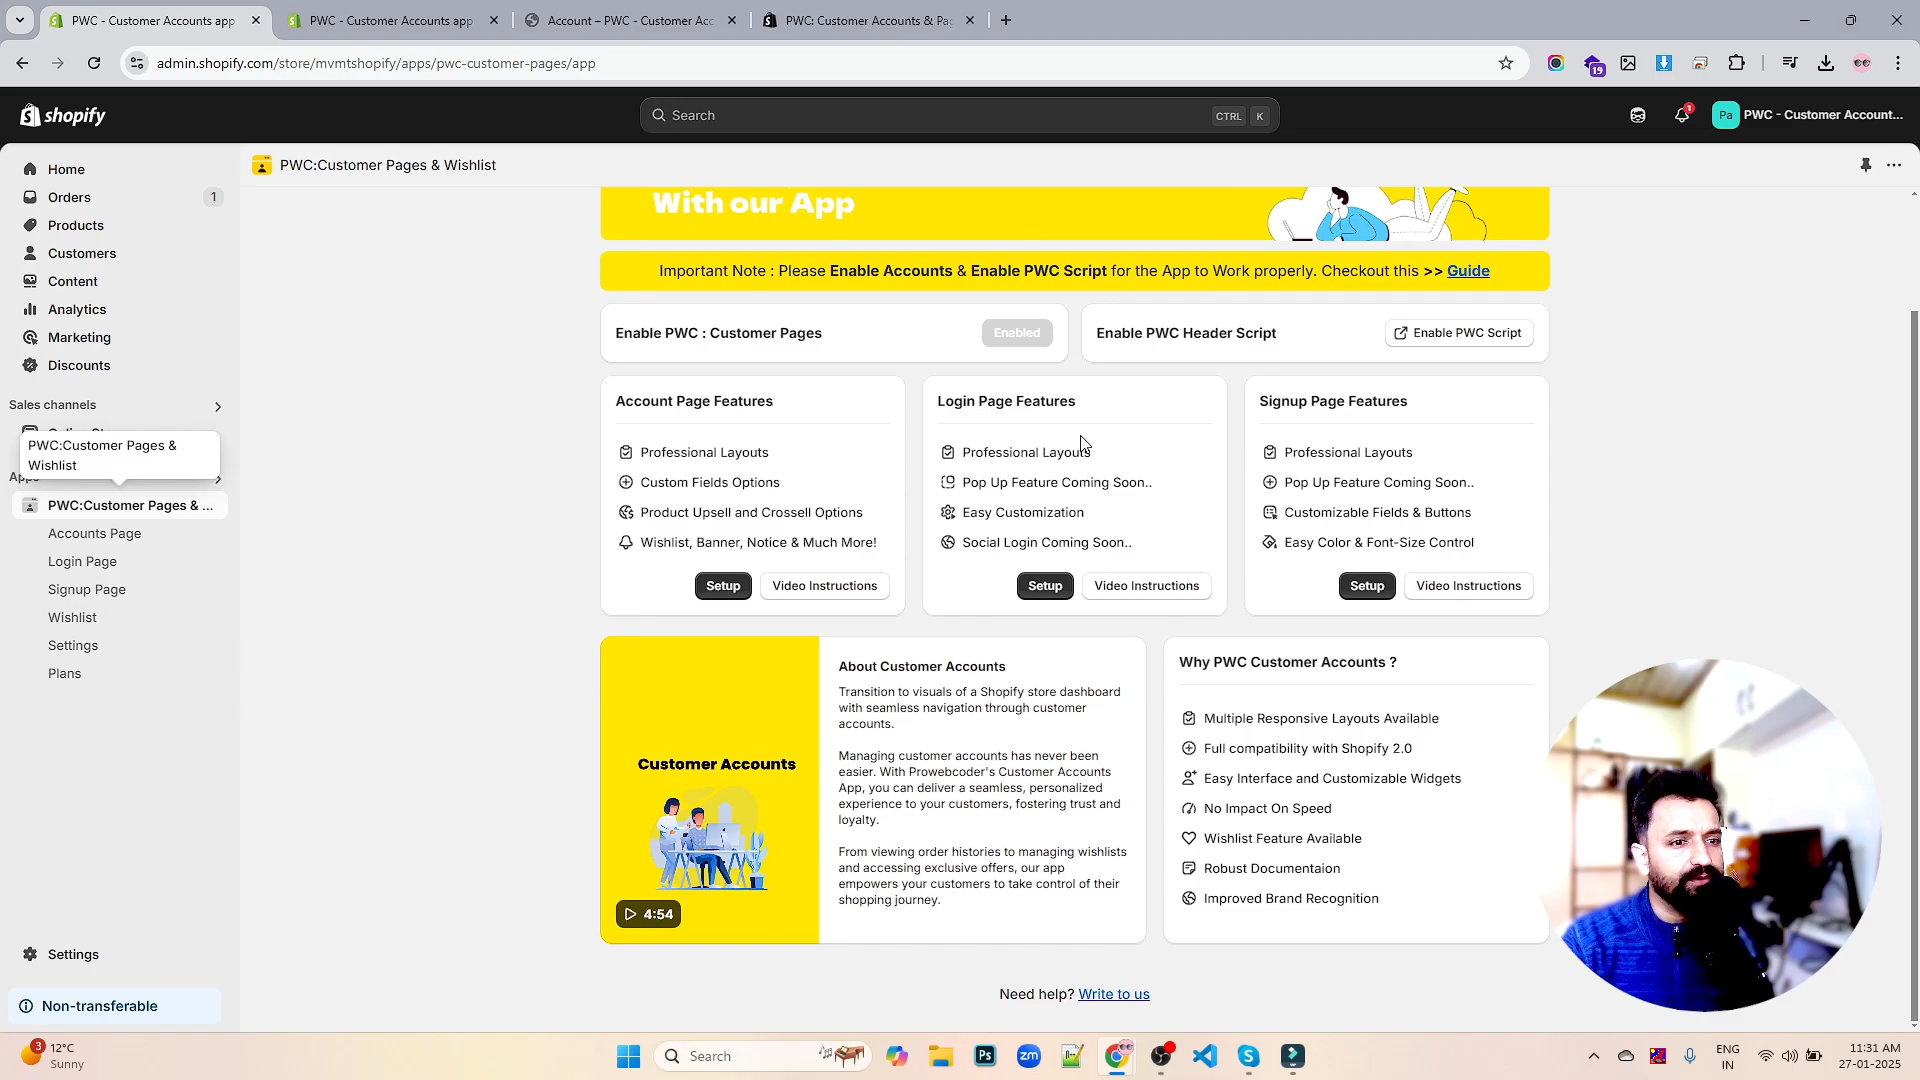 PWC - Customer Accounts app
PWC - Customer Accounts app
Account – PWC - Customer Acc
PWC: Customer Accounts & Pag
admin.shopify.com/store/mvmtshopify/apps/pwc-customer-pages/app
19
shopify
Search
CTRL K
1
Pa
PWC - Customer Account...
Home
Orders
1
Products
Customers
Content
Analytics
Marketing
Discounts
Sales channels
PWC:Customer Pages &
Wishlist
PWC:Customer Pages & ...
Accounts Page
Login Page
Signup Page
Wishlist
Settings
Plans
Settings
Non-transferable
PWC:Customer Pages & Wishlist
With our App
Important Note : Please Enable Accounts & Enable PWC Script for the App to Work properly. Checkout this >> Guide
Enable PWC : Customer Pages
Enabled
Enable PWC Header Script
Enable PWC Script
Account Page Features
Professional Layouts
Custom Fields Options
Product Upsell and Crossell Options
Wishlist, Banner, Notice & Much More!
Setup
Video Instructions
Login Page Features
Professional Layouts
Pop Up Feature Coming Soon..
Easy Customization
Social Login Coming Soon..
Setup
Video Instructions
Signup Page Features
Professional Layouts
Pop Up Feature Coming Soon..
Customizable Fields & Buttons
Easy Color & Font-Size Control
Setup
Video Instructions
Customer Accounts
4:54
About Customer Accounts
Transition to visuals of a Shopify store dashboard
with seamless navigation through customer
accounts.
Managing customer accounts has never been
easier. With Prowebcoder's Customer Accounts
App, you can deliver a seamless, personalized
experience to your customers, fostering trust and
loyalty.
From viewing order histories to managing wishlists
and accessing exclusive offers, our app
empowers your customers to take control of their
shopping journey.
Why PWC Customer Accounts ?
Multiple Responsive Layouts Available
Full compatibility with Shopify 2.0
Easy Interface and Customizable Widgets
No Impact On Speed
Wishlist Feature Available
Robust Documentaion
Improved Brand Recognition
Need help? Write to us
3
12°C
Sunny
Search
Ps
zm
ENG
IN
11:31 AM
27-01-2025